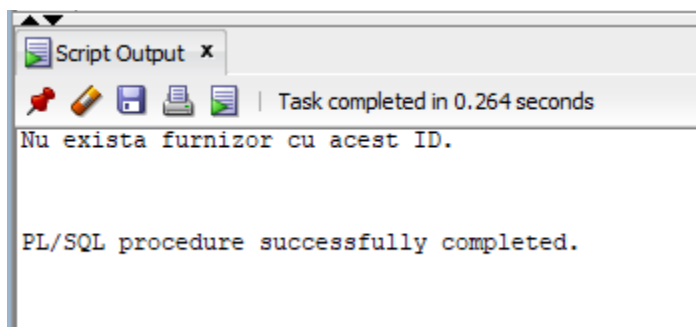 Script Output x
Task completed in 0.264 seconds
Nu exista furnizor cu acest ID.
PL/SQL procedure successfully completed.